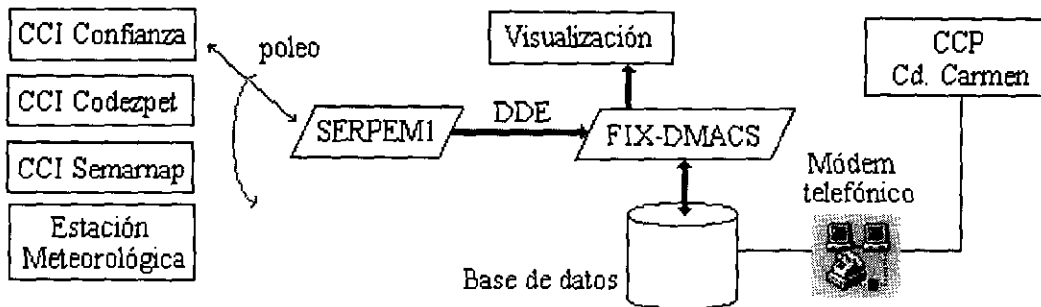 CCI Confianza
CCI Codezpet
CCI Semarnap
Estación
Meteorológica
poleo
SERPEM1
DDE
Visualización
FIX-DMACS
Base de datos
Módem
telefónico
CCP
Cd. Carmen